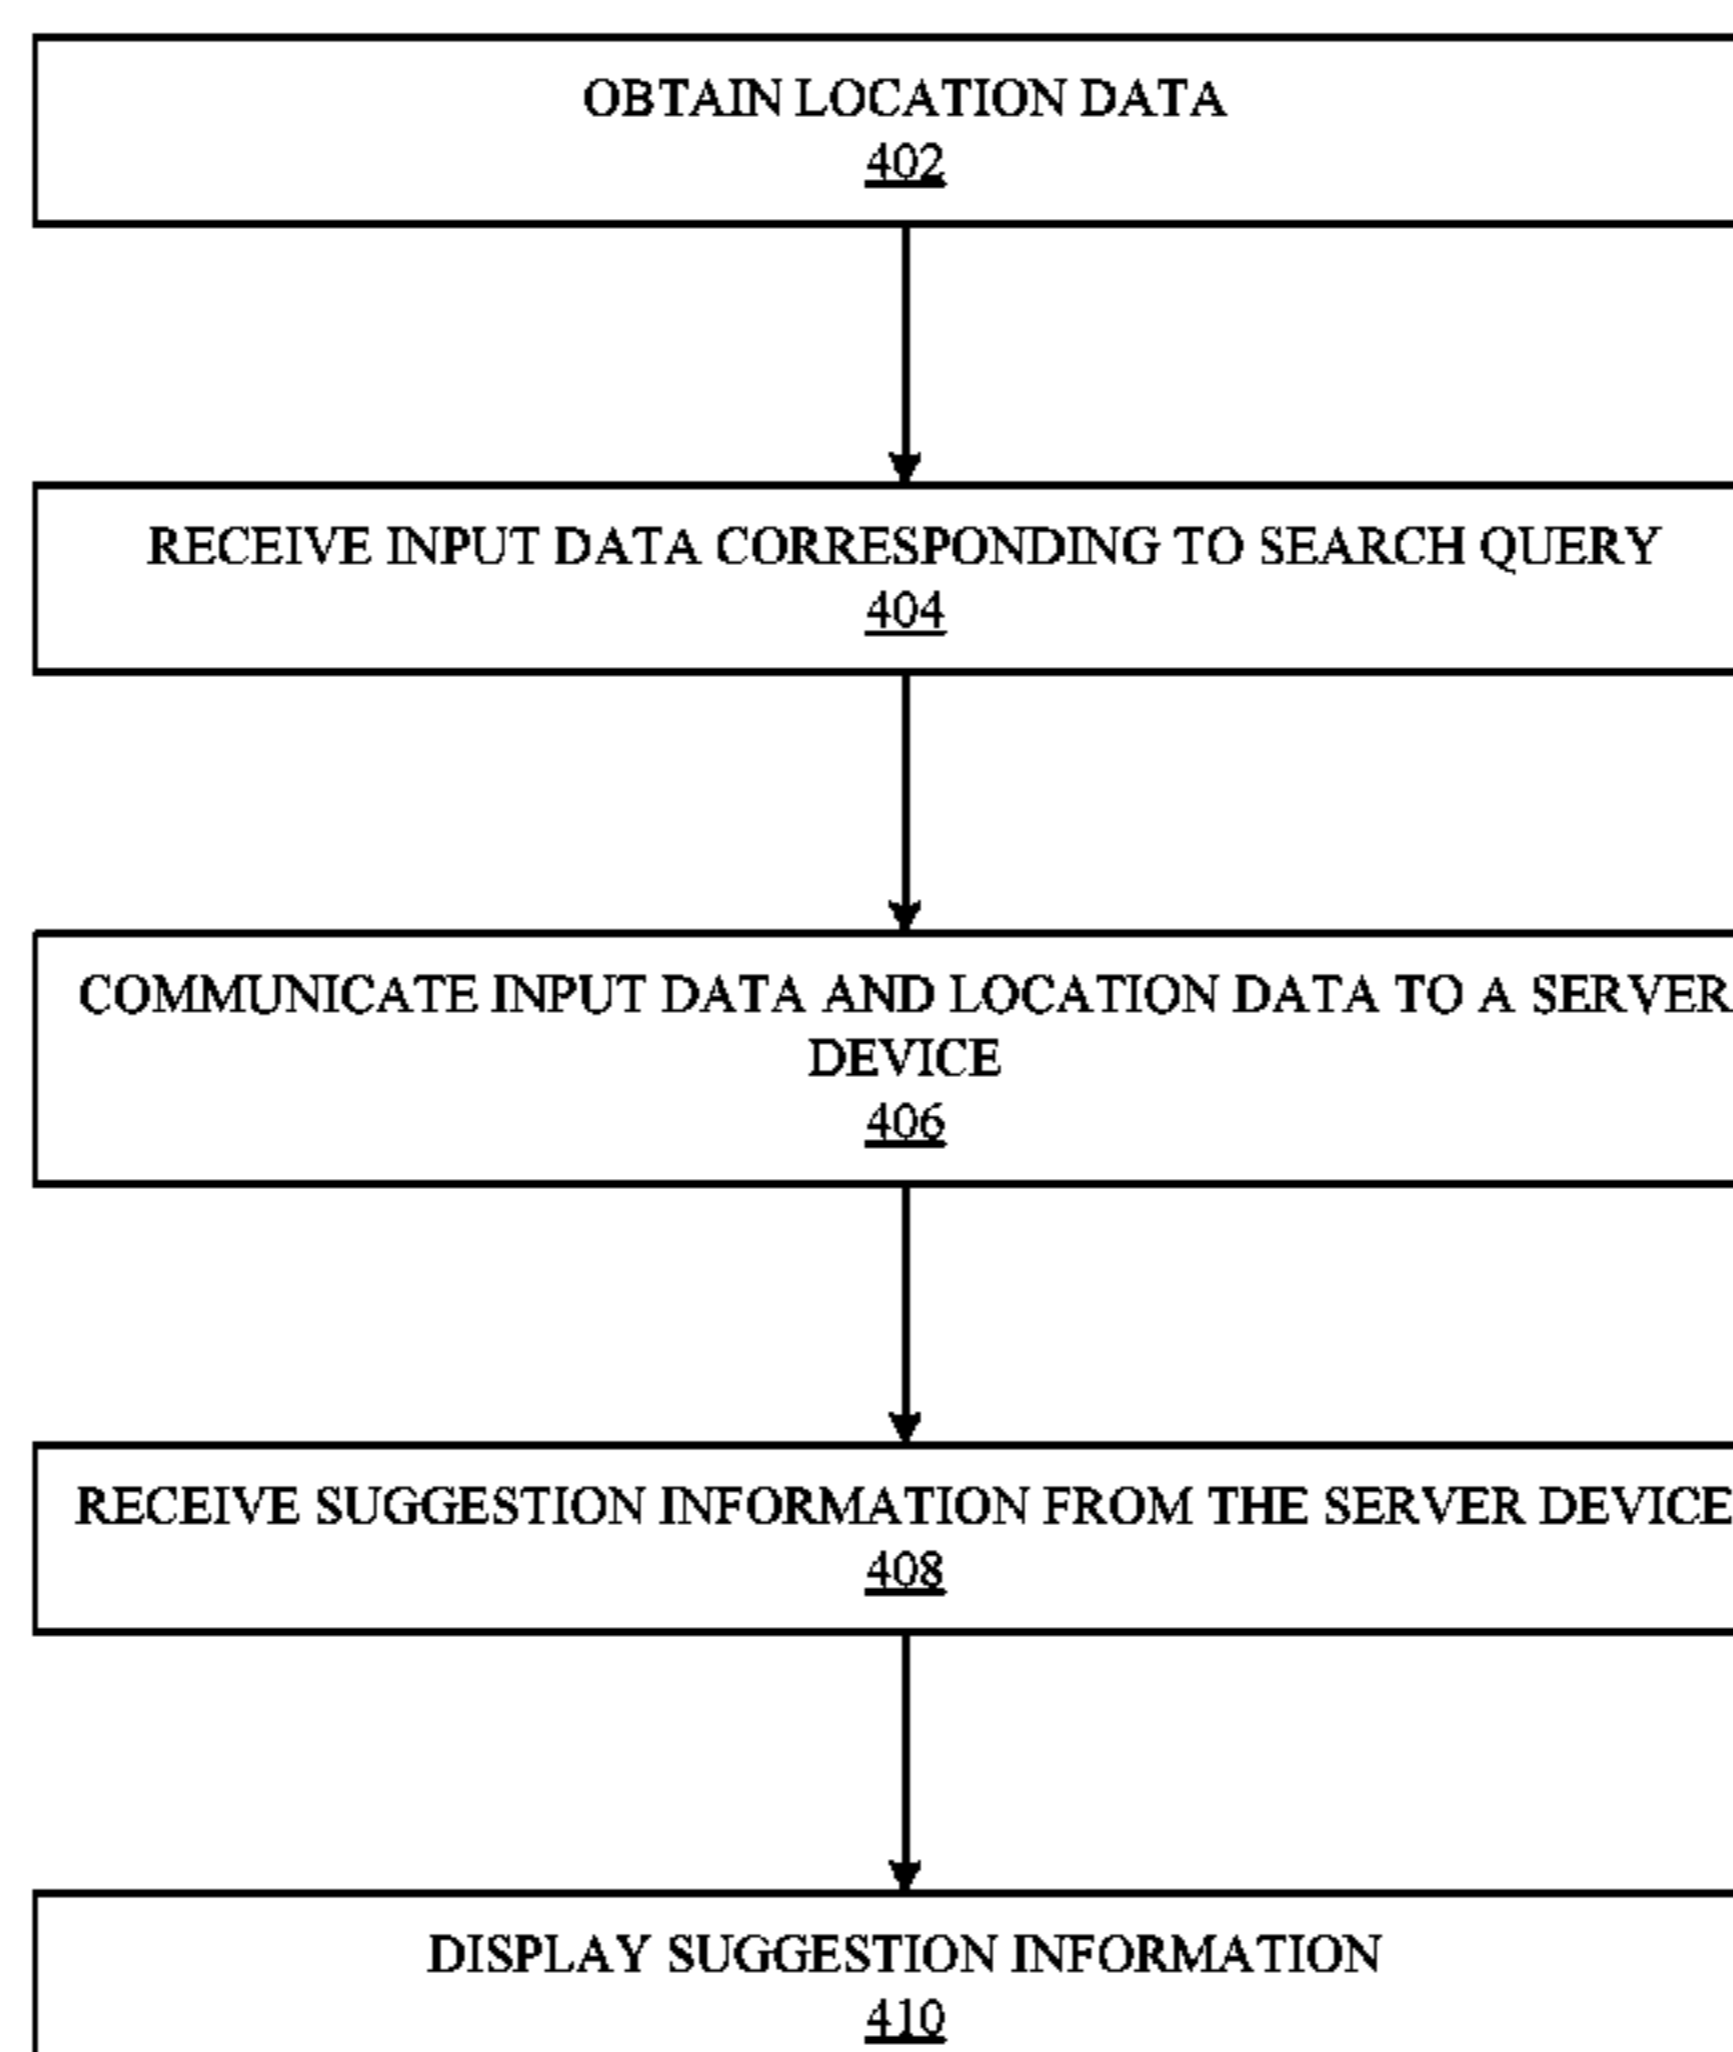 OBTAIN LOCATION DATA
402
RECEIVE INPUT DATA CORRESPONDING TO SEARCH QUERY
404
COMMUNICATE INPUT DATA AND LOCATION DATA TO A SERVER
DEVICE
406
RECEIVE SUGGESTION INFORMATION FROM THE SERVER DEVICE
408
DISPLAY SUGGESTION INFORMATION
410